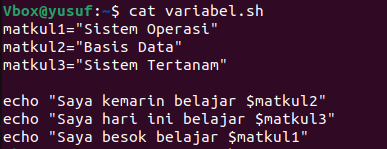 Vbox@yusuf:~$ cat variabel.sh
matkul1="Sistem Operasi"
matkul2="Basis Data"
matkul3="Sistem Tertanam"
echo "Saya kemarin belajar $matkul2"
echo "Saya hari ini belajar $matkul3"
echo "Saya besok belajar $matkul1"